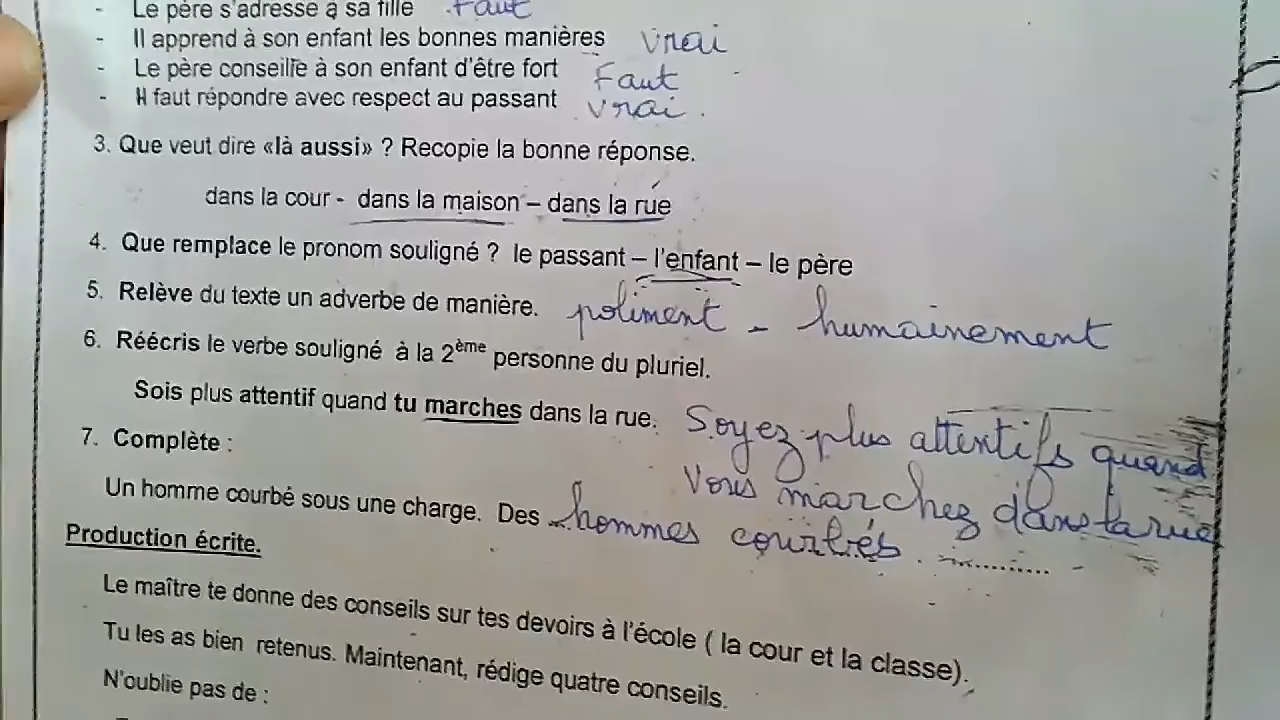 - Le père s'adresse à sa fille Faut
- Il apprend à son enfant les bonnes manières vrai
- Le père conseille à son enfant d'être fort Faut
- Il faut répondre avec respect au passant vrai.
3. Que veut dire «là aussi» ? Recopie la bonne réponse.
dans la cour - dans la maison – dans la rue
4. Que remplace le pronom souligné ? le passant – l'enfant – le père
5. Relève du texte un adverbe de manière. poliment - humainement
6. Réécris le verbe souligné à la 2ème personne du pluriel.
Sois plus attentif quand tu marches dans la rue. Soyez plus attentifs quand
vous marchez dans la rue
7. Complète :
Un homme courbé sous une charge. Des hommes courbés. ..........
Production écrite.
Le maître te donne des conseils sur tes devoirs à l'école ( la cour et la classe).
Tu les as bien retenus. Maintenant, rédige quatre conseils.
N'oublie pas de :